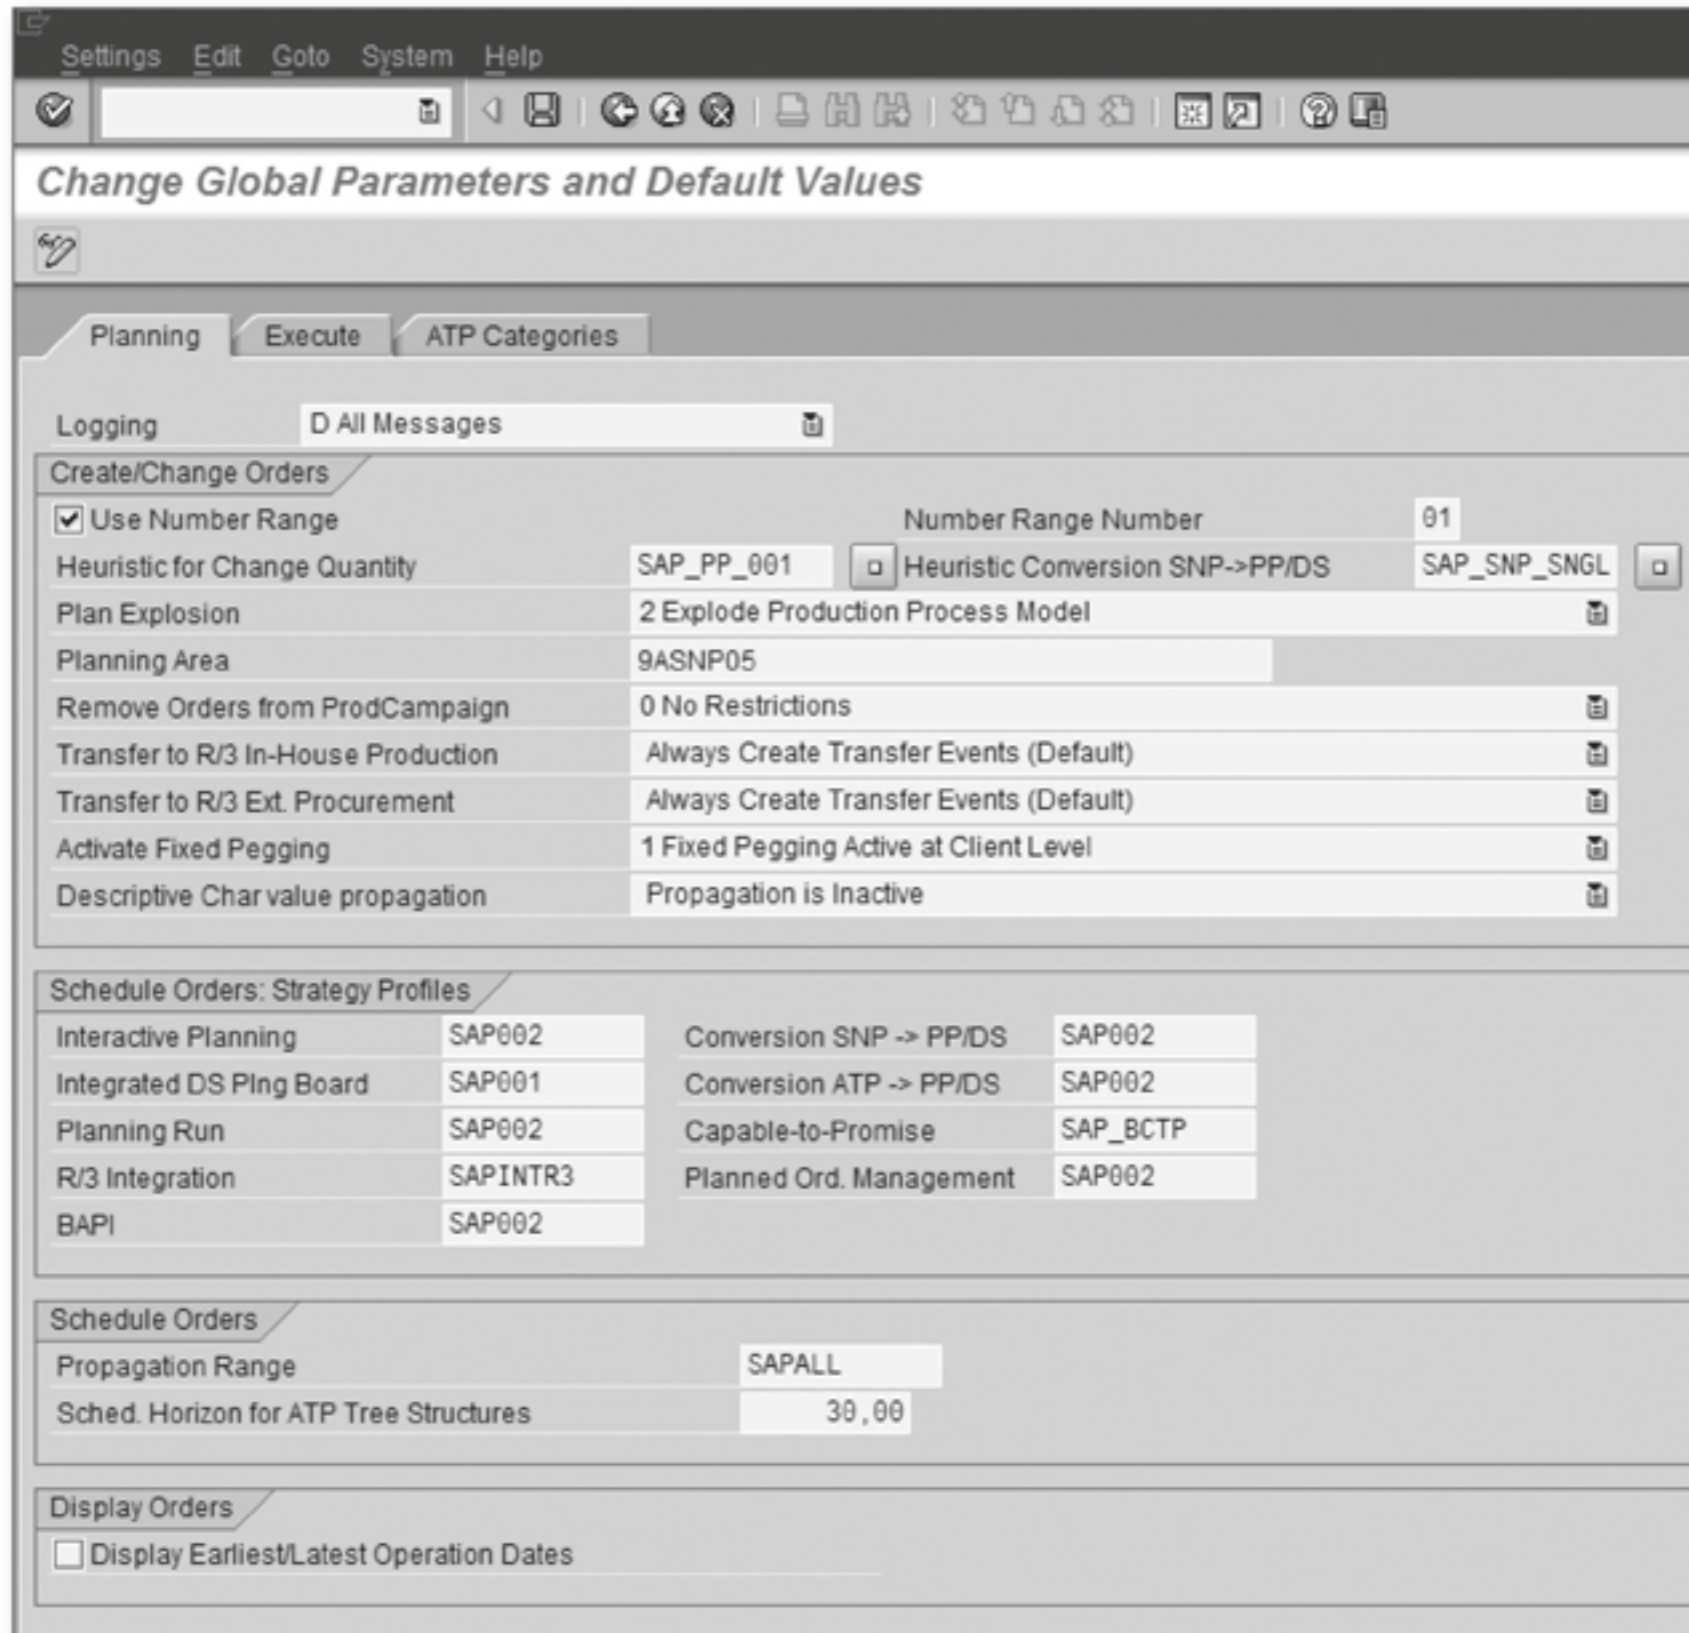 Settings Edit Goto System Help
Change Global Parameters and Default Values
Planning Execute ATP Categories
Logging D All Messages
Create/Change Orders
Use Number Range Number Range Number 01
Heuristic for Change Quantity SAP_PP_001 Heuristic Conversion SNP->PP/DS SAP_SNP_SNGL
Plan Explosion 2 Explode Production Process Model
Planning Area 9ASNP05
Remove Orders from ProdCampaign 0 No Restrictions
Transfer to R/3 In-House Production Always Create Transfer Events (Default)
Transfer to R/3 Ext. Procurement Always Create Transfer Events (Default)
Activate Fixed Pegging 1 Fixed Pegging Active at Client Level
Descriptive Char value propagation Propagation is Inactive
Schedule Orders: Strategy Profiles
Interactive Planning SAP002 Conversion SNP -> PP/DS SAP002
Integrated DS Plng Board SAP001 Conversion ATP -> PP/DS SAP002
Planning Run SAP002 Capable-to-Promise SAP_BCTP
R/3 Integration SAPINTR3 Planned Ord. Management SAP002
BAPI SAP002
Schedule Orders
Propagation Range SAPALL
Sched. Horizon for ATP Tree Structures 30,00
Display Orders
Display Earliest/Latest Operation Dates